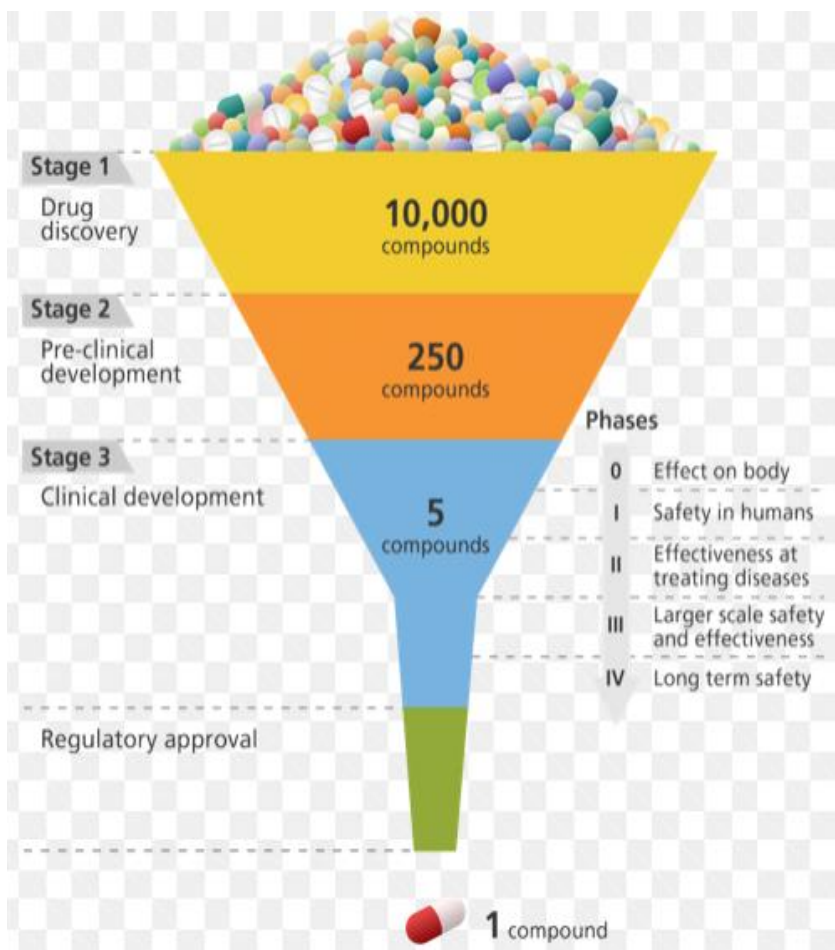 Stage 1
Drug
discovery
10,000
compounds
Stage 2
Pre-clinical
development
250
compounds
Stage 3
Clinical development
5
compounds
Phases
0 Effect on body
I Safety in humans
II Effectiveness at
treating diseases
III Larger scale safety
and effectiveness
IV Long term safety
Regulatory approval
1 compound